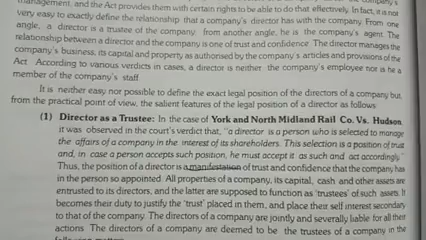 management, and the Act provides them with certain rights to be able to do that effectively. In fact, it is not
very easy to exactly define the relationship that a company's director has with the company. From one
angle, a director is a trustee of the company from another angle, he is the company's agent. The
relationship between a director and the company is one of trust and confidence The director manages the
company's business, its capital and property as authorised by the company's articles and provisions of the
Act According to various verdicts in cases, a director is neither the company's employee nor is he a
member of the company's staff
It is neither easy nor possible to define the exact legal position of the directors of a company but
from the practical point of view, the salient features of the legal position of a director as follows
(1) Director as a Trustee: In the case of York and North Midland Rail Co. Vs. Hudson,
it was observed in the court's verdict that, "a director is a person who is selected to manage
the affairs of a company in the interest of its shareholders. This selection is a position of trust
and, in case a person accepts such position, he must accept it as such and act accordingly."
Thus, the position of a director is a manifestation of trust and confidence that the company has
in the person so appointed. All properties of a company, its capital, cash and other assets are
entrusted to its directors, and the latter are supposed to function as 'trustees' of such assets. It
becomes their duty to justify the 'trust' placed in them, and place their self interest secondary
to that of the company. The directors of a company are jointly and severally liable for all their
actions The directors of a company are deemed to be the trustees of a company in the